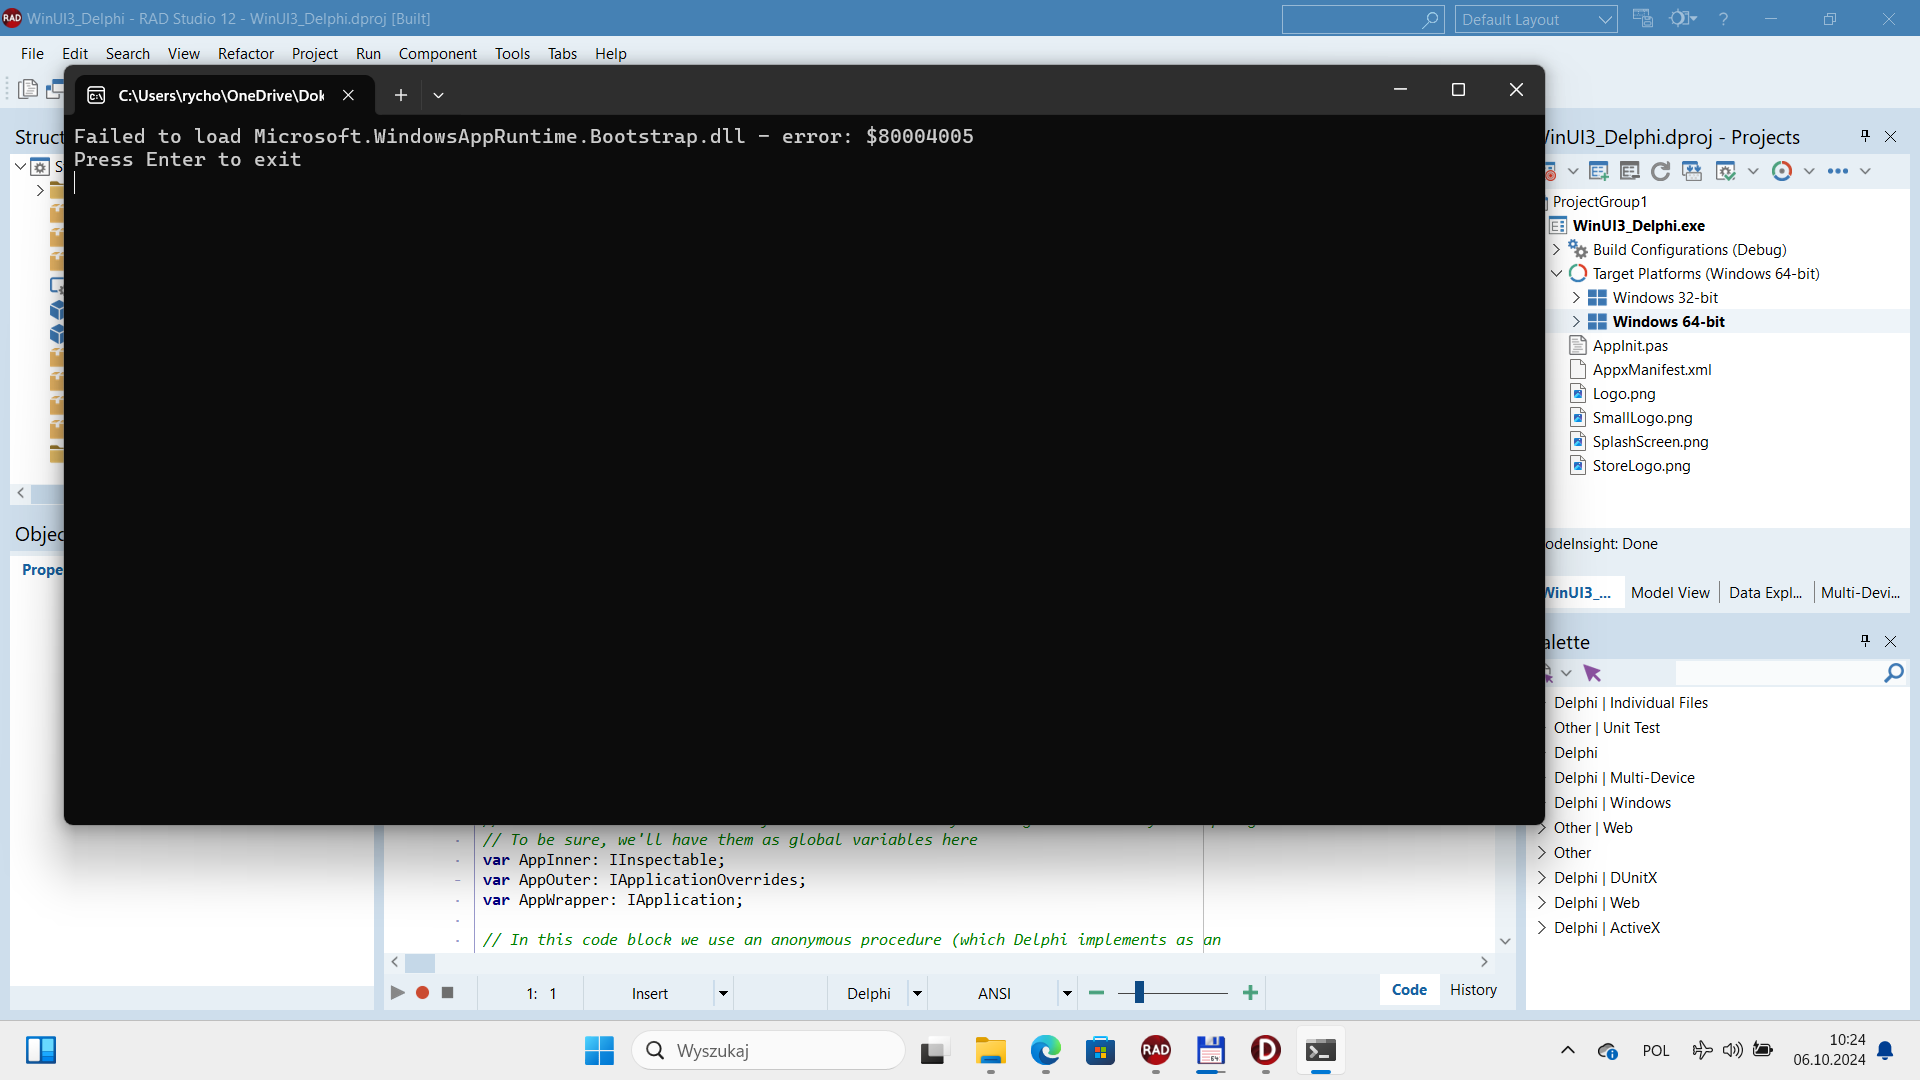 WinUI3_Delphi - RAD Studio 12 - WinUI3_Delphi.dproj [Built]
Default Layout
File Edit Search View Refactor Project Run Component Tools Tabs Help
C:\Users\rycho\OneDrive\Dok
Failed to load Microsoft.WindowsAppRuntime.Bootstrap.dll - error: $80004005
Press Enter to exit
Struct
S
Objec
Prope
WinUI3_Delphi.dproj - Projects
ProjectGroup1
WinUI3_Delphi.exe
Build Configurations (Debug)
Target Platforms (Windows 64-bit)
Windows 32-bit
Windows 64-bit
AppInit.pas
AppxManifest.xml
Logo.png
SmallLogo.png
SplashScreen.png
StoreLogo.png
odeInsight: Done
WinUI3_... Model View Data Expl... Multi-Devi...
alette
Delphi | Individual Files
Other | Unit Test
Delphi
Delphi | Multi-Device
Delphi | Windows
Other | Web
Other
Delphi | DUnitX
Delphi | Web
Delphi | ActiveX
// To be sure, we'll have them as global variables here
var AppInner: IInspectable;
var AppOuter: IApplicationOverrides;
var AppWrapper: IApplication;
// In this code block we use an anonymous procedure (which Delphi implements as an
1: 1 Insert Delphi ANSI Code History
Wyszukaj
RAD
64
D
POL
10:24
06.10.2024